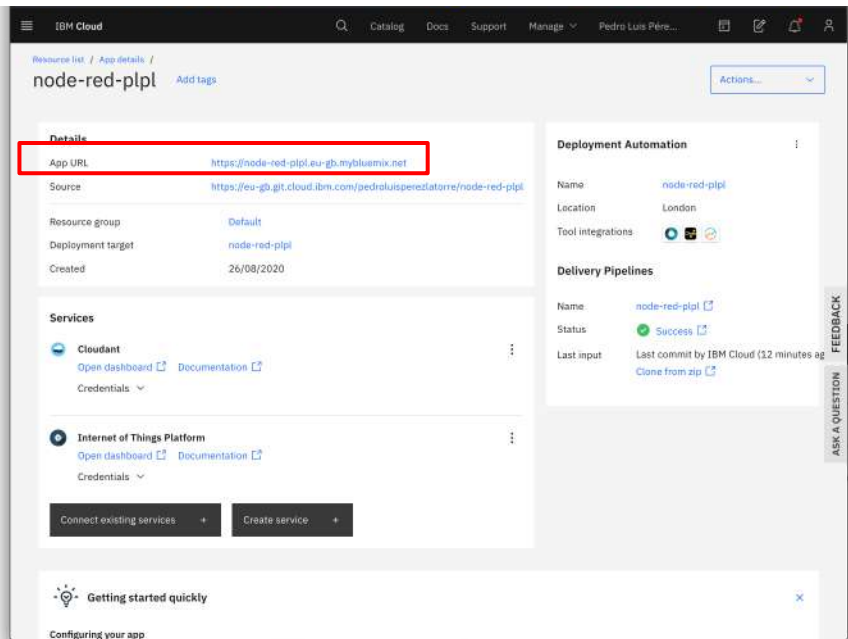 IBM Cloud
Catalog Docs Support Manage Pedro Luis Pére...
Resource list / App details /
node-red-plpl Add tags
Actions...
Details
App URL https://node-red-plpl.eu-gb.mybluemix.net
Source https://eu-gb.git.cloud.ibm.com/pedroluisperezlatorre/node-red-plpl
Resource group Default
Deployment target node-red-plpl
Created 26/08/2020
Services
Cloudant
Open dashboard Documentation
Credentials
Internet of Things Platform
Open dashboard Documentation
Credentials
Connect existing services +
Create service +
Deployment Automation
Name node-red-plpl
Location London
Tool integrations
Delivery Pipelines
Name node-red-plpl
Status Success
Last input Last commit by IBM Cloud (12 minutes ag
Clone from zip
FEEDBACK
ASK A QUESTION
Getting started quickly
Configuring your app